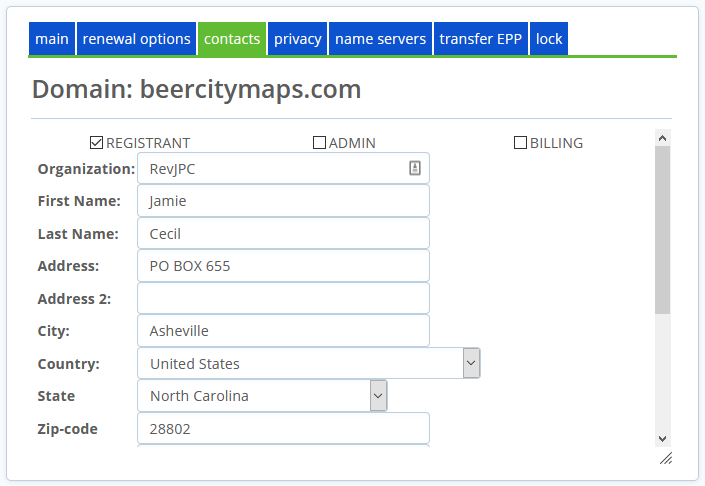 main renewal options contacts privacy name servers transfer EPP lock
Domain: beercitymaps.com
REGISTRANT ADMIN BILLING
Organization: RevJPC
First Name: Jamie
Last Name: Cecil
Address: PO BOX 655
Address 2:
City: Asheville
Country: United States
State North Carolina
Zip-code 28802